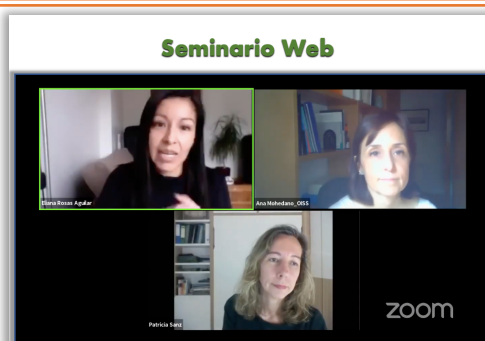 Seminario Web
Eliana Rosas Aguilar
Ana Mohedano_OISS
Patricia Sanz
zoom